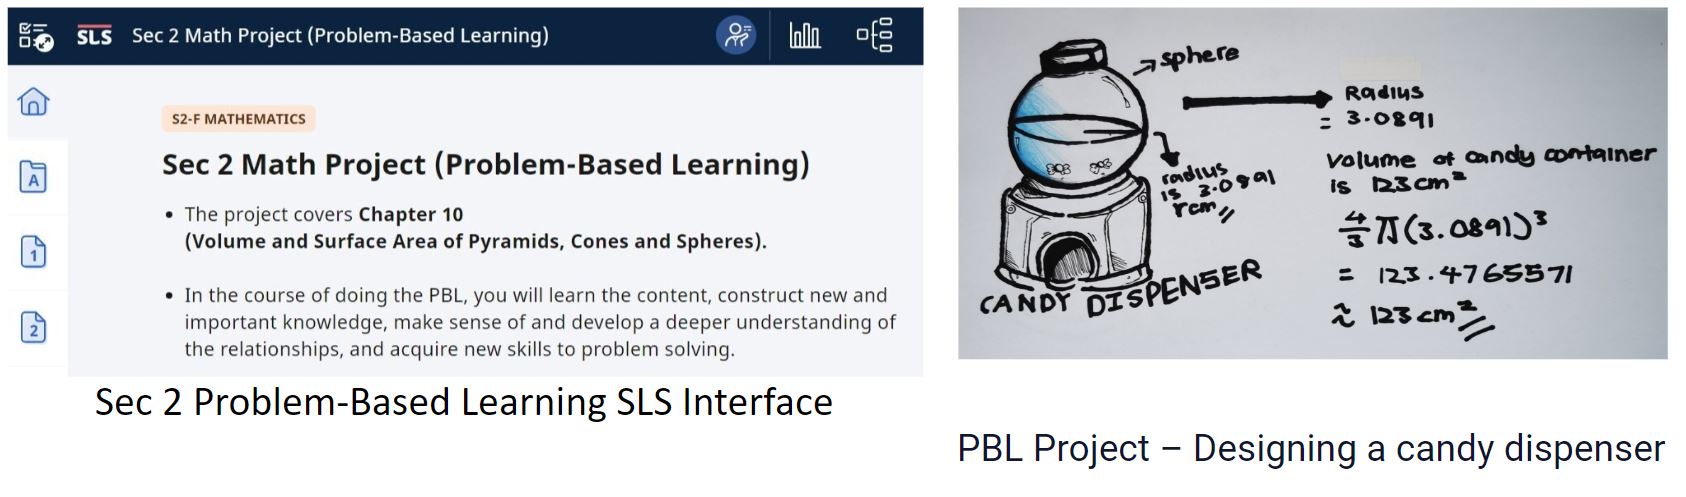 SLS Sec 2 Math Project (Problem-Based Learning)
A
1
2
S2-F MATHEMATICS
Sec 2 Math Project (Problem-Based Learning)
• The project covers Chapter 10
(Volume and Surface Area of Pyramids, Cones and Spheres).
• In the course of doing the PBL, you will learn the content, construct new and
important knowledge, make sense of and develop a deeper understanding of
the relationships, and acquire new skills to problem solving.
Sec 2 Problem-Based Learning SLS Interface
sphere
radius
is 3.0891
cm
CANDY DISPENSER
Radius
= 3.0891
Volume of candy container
is 123cm²
4/3 π(3.0891)³
= 123.4765571
≈ 123cm²
PBL Project – Designing a candy dispenser